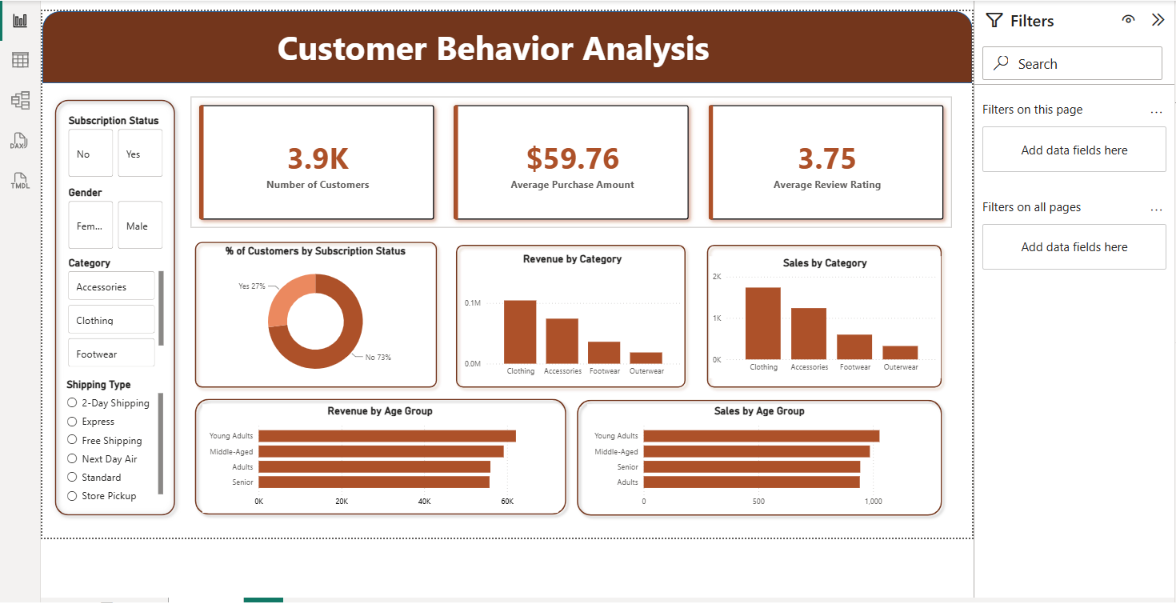 Customer Behavior Analysis
Filters
Search
Filters on this page
...
Add data fields here
Filters on all pages
...
Add data fields here
DAX
TMDL
Subscription Status
No
Yes
Gender
Fem...
Male
Category
Accessories
Clothing
Footwear
Shipping Type
2-Day Shipping
Express
Free Shipping
Next Day Air
Standard
Store Pickup
3.9K
Number of Customers
$59.76
Average Purchase Amount
3.75
Average Review Rating
% of Customers by Subscription Status
Yes 27%
No 73%
Revenue by Category
0.1M
0.0M
Clothing Accessories Footwear Outerwear
Sales by Category
2K
1K
0K
Clothing Accessories Footwear Outerwear
Revenue by Age Group
Young Adults
Middle-Aged
Adults
Senior
0K 20K 40K 60K
Sales by Age Group
Young Adults
Middle-Aged
Senior
Adults
0 500 1,000